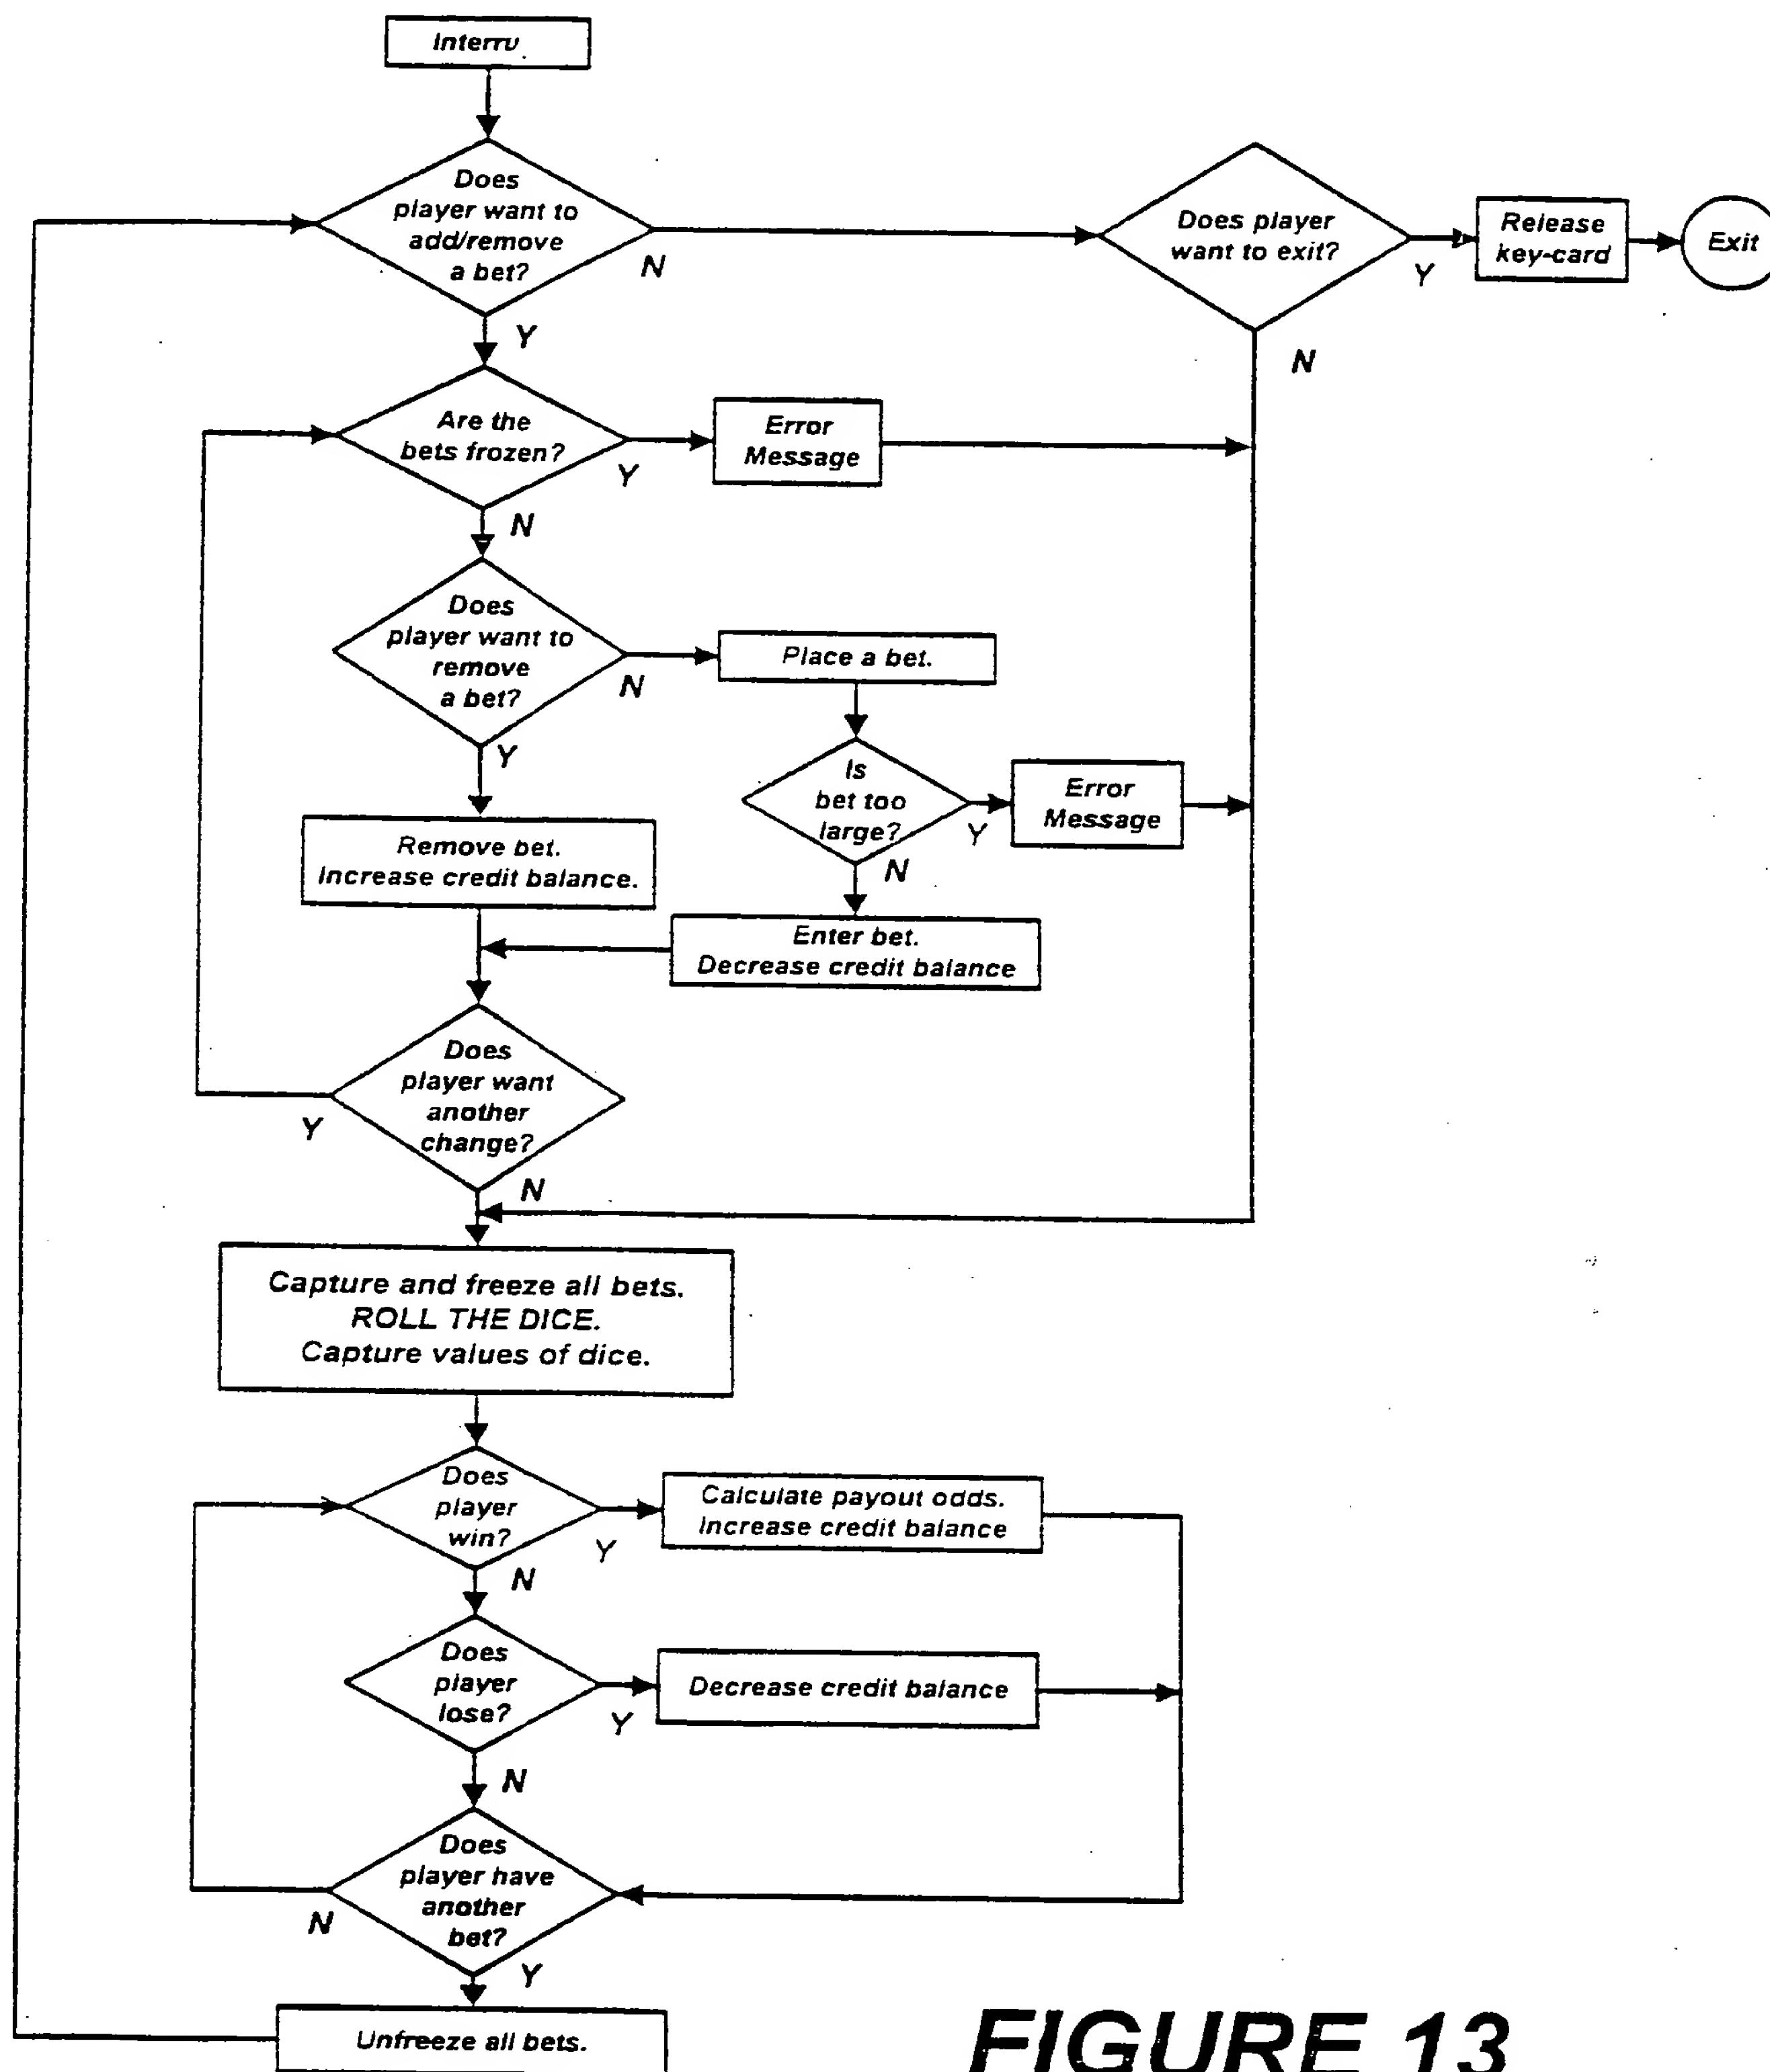 Interru
Does
player want to
add/remove
a bet?
N
Y
Does player
want to exit?
Y
N
Release
key-card
Exit
Are the
bets frozen?
Y
N
Error
Message
Does
player want to
remove
a bet?
N
Y
Place a bet.
Is
bet too
large?
Y
N
Error
Message
Remove bet.
Increase credit balance.
Enter bet.
Decrease credit balance
Does
player want
another
change?
Y
N
Capture and freeze all bets.
ROLL THE DICE.
Capture values of dice.
Does
player
win?
Y
N
Calculate payout odds.
Increase credit balance
Does
player
lose?
Y
N
Decrease credit balance
Does
player have
another
bet?
N
Y
Unfreeze all bets.
FIGURE 13